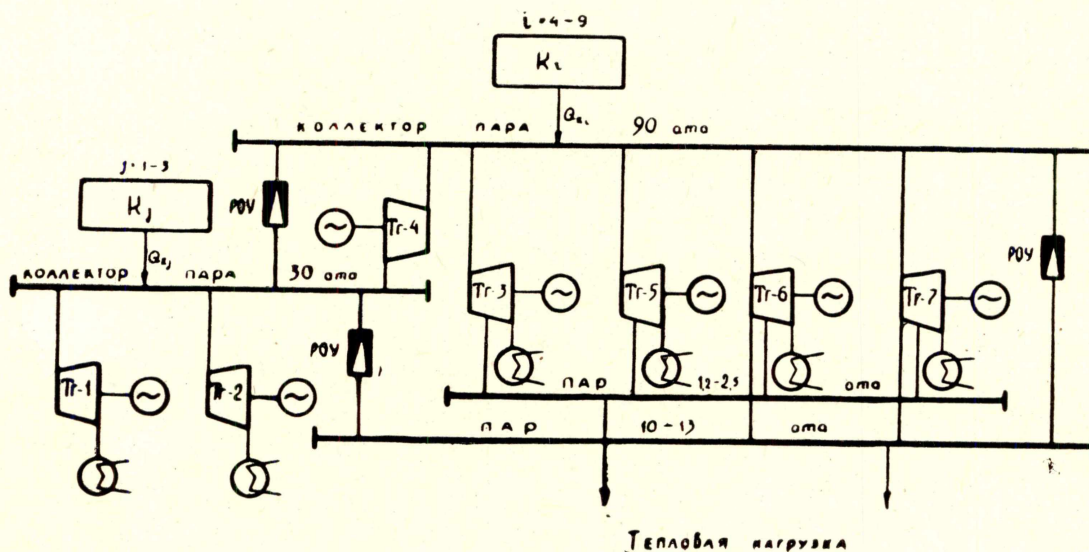 i = 4-9
Ki
Qкi
КОЛЛЕКТОР ПАРА 90 ата
j = 1-3
Kj
Qкj
РОУ
Тг-4
КОЛЛЕКТОР ПАРА 30 ата
РОУ
Тг-3
Тг-5
Тг-6
Тг-7
РОУ
Тг-1
Тг-2
ПАР 1,2-2,5 ата
ПАР 10-13 ата
ТЕПЛОВАЯ НАГРУЗКА